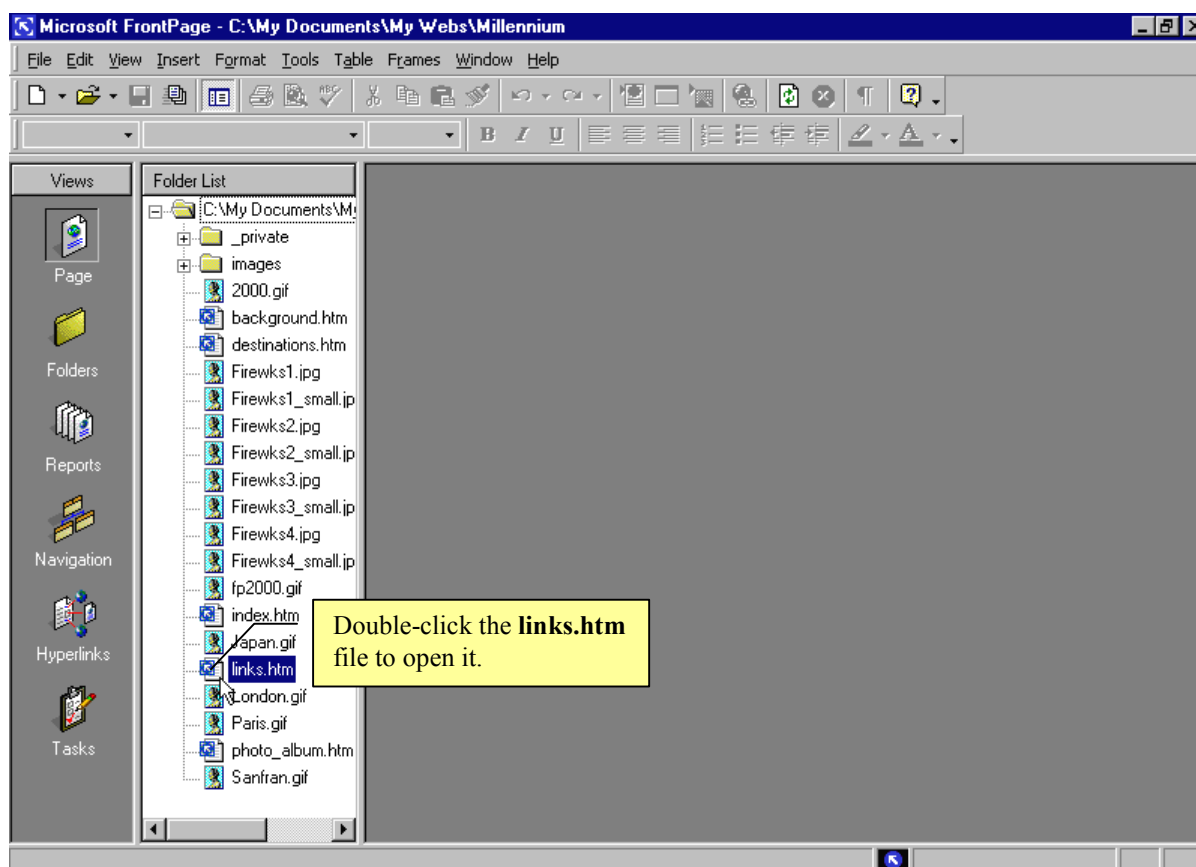 Microsoft FrontPage - C:\My Documents\My Webs\Millennium
File Edit View Insert Format Tools Table Frames Window Help
ABC
B I U A
Views
Folder List
C:\My Documents\My
_private
images
2000.gif
background.htm
destinations.htm
Firewks1.jpg
Firewks1_small.jp
Firewks2.jpg
Firewks2_small.jp
Firewks3.jpg
Firewks3_small.jp
Firewks4.jpg
Firewks4_small.jp
fp2000.gif
index.htm
Japan.gif
links.htm
London.gif
Paris.gif
photo_album.htm
Sanfran.gif
Page
Folders
Reports
Navigation
Hyperlinks
Tasks
Double-click the links.htm
file to open it.